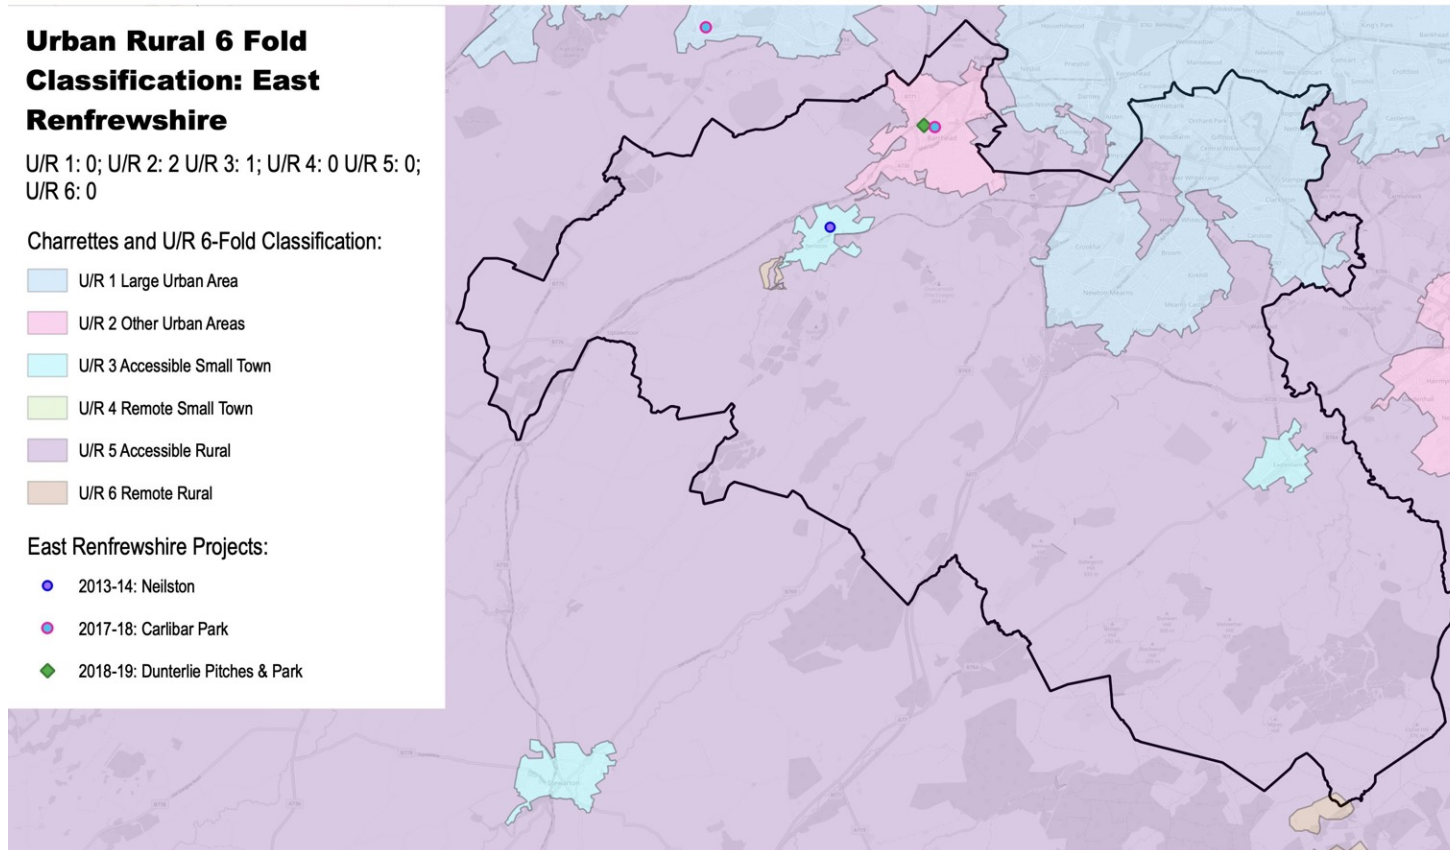 Urban Rural 6 Fold
Classification: East
Renfrewshire
U/R 1: 0; U/R 2: 2 U/R 3: 1; U/R 4: 0 U/R 5: 0;
U/R 6: 0
Charrettes and U/R 6-Fold Classification:
U/R 1 Large Urban Area
U/R 2 Other Urban Areas
U/R 3 Accessible Small Town
U/R 4 Remote Small Town
U/R 5 Accessible Rural
U/R 6 Remote Rural
East Renfrewshire Projects:
2013-14: Neilston
2017-18: Carlibar Park
2018-19: Dunterlie Pitches & Park
Newton Mearns